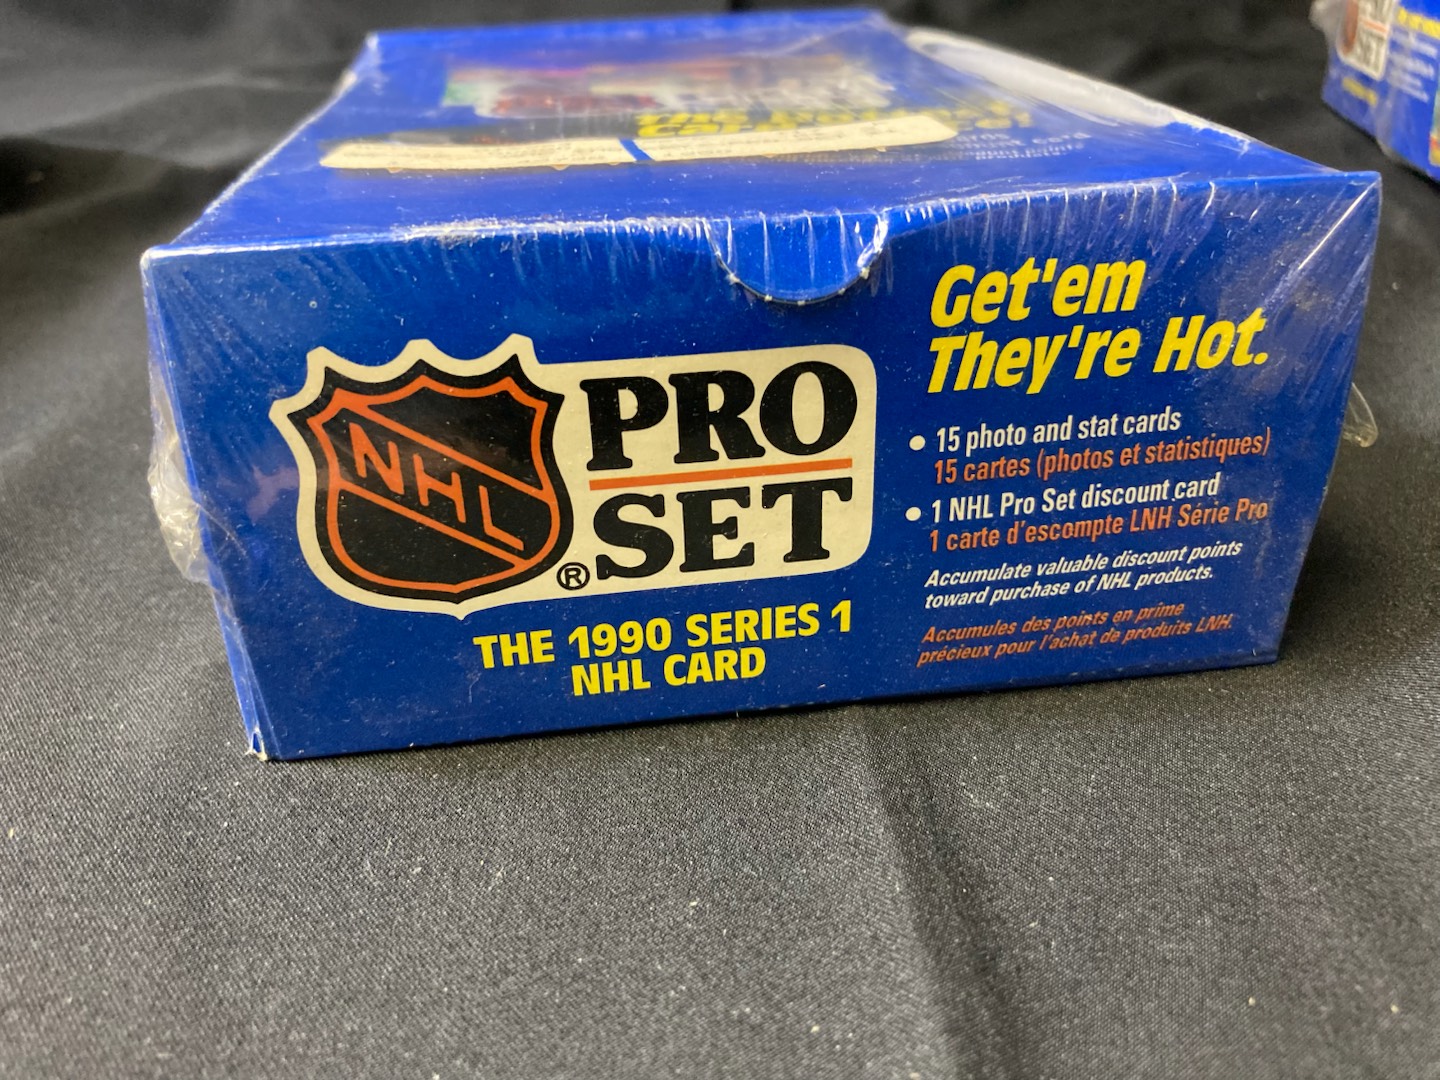 NHL
PRO
SET
®
THE 1990 SERIES 1
NHL CARD
Get'em
They're Hot.
• 15 photo and stat cards
15 cartes (photos et statistiques)
• 1 NHL Pro Set discount card
1 carte d'escompte LNH Série Pro
Accumulate valuable discount points
toward purchase of NHL products.
Accumules des points en prime
précieux pour l'achat de produits LNH.
SET